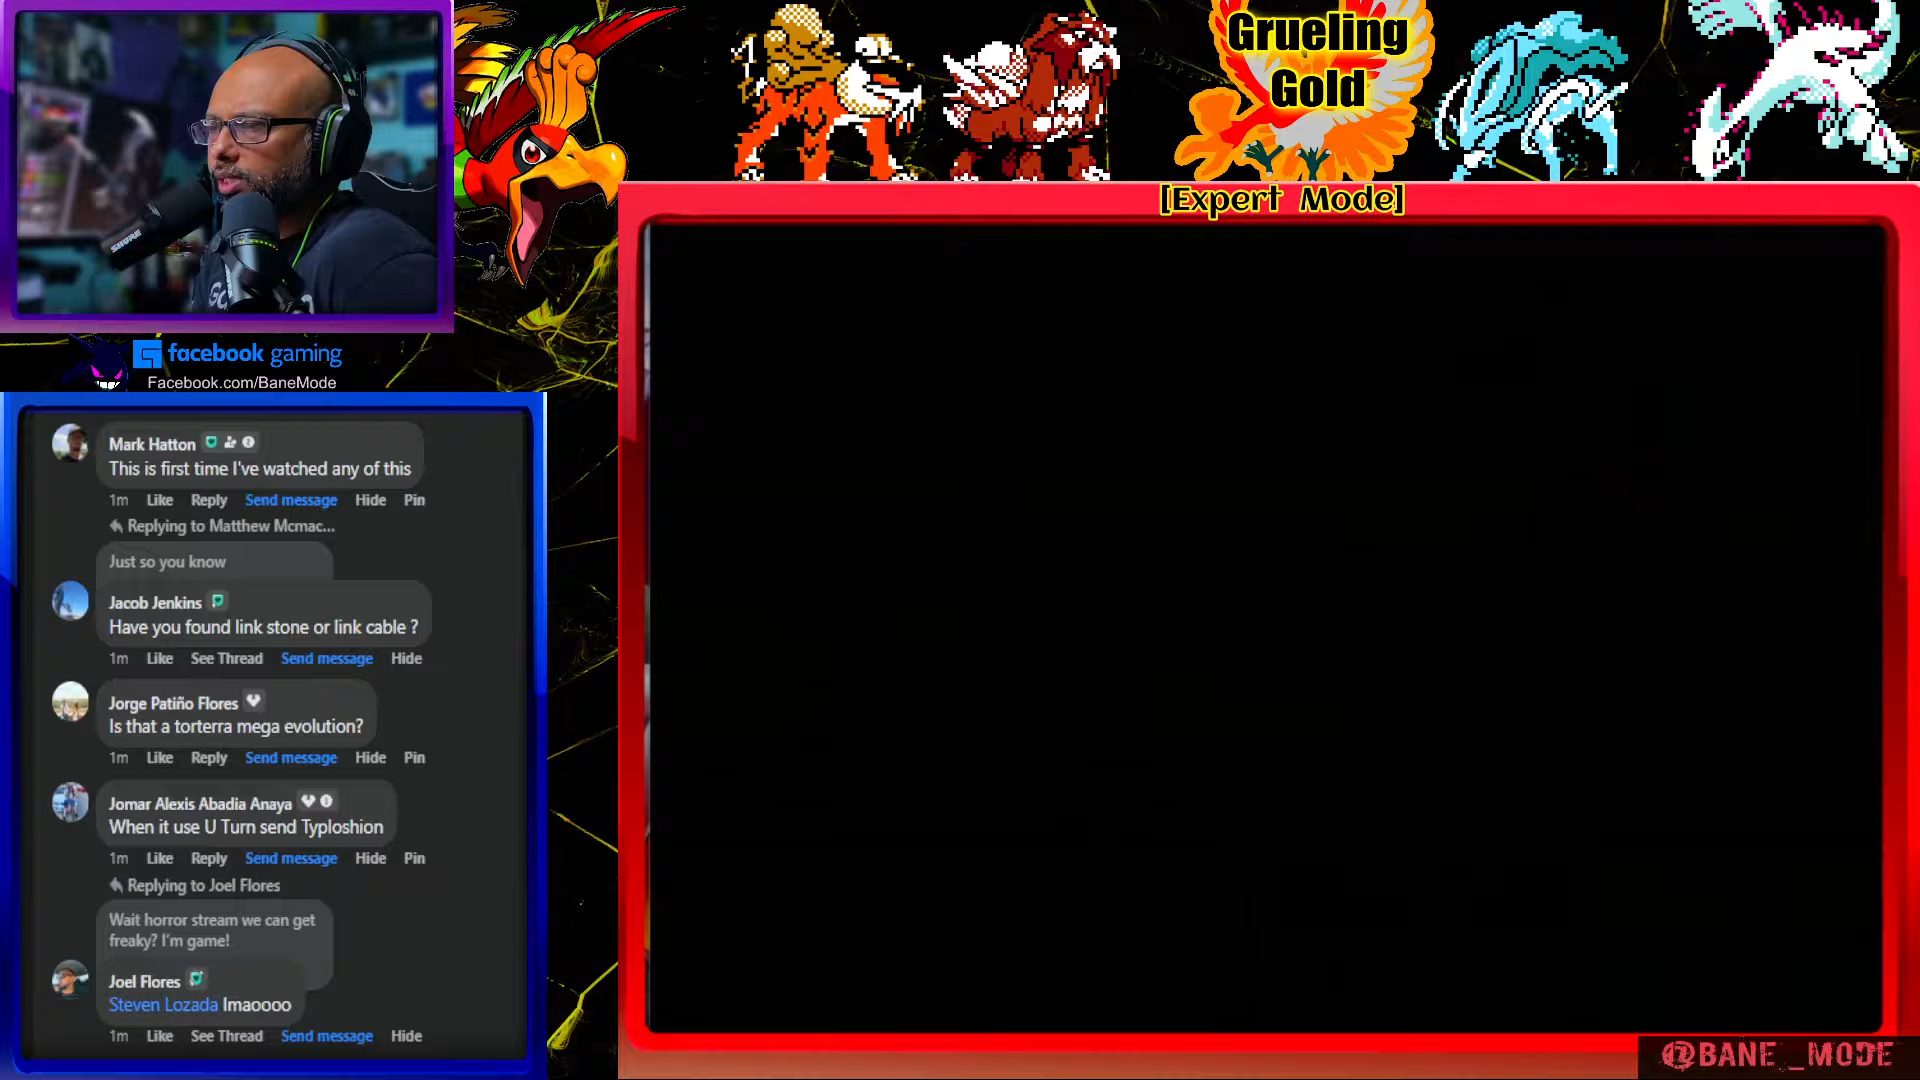 Grueling
Gold
[Expert Mode]
SHURE
facebook gaming
Facebook.com/BaneMode
Mark Hatton
This is first time I've watched any of this
1m Like Reply Send message Hide Pin
Replying to Matthew Mcmac...
Just so you know
Jacob Jenkins
Have you found link stone or link cable ?
1m Like See Thread Send message Hide
Jorge Patiño Flores
Is that a torterra mega evolution?
1m Like Reply Send message Hide Pin
Jomar Alexis Abadia Anaya
When it use U Turn send Typloshion
1m Like Reply Send message Hide Pin
Replying to Joel Flores
Wait horror stream we can get
freaky? I'm game!
Joel Flores
Steven Lozada lmaoooo
1m Like See Thread Send message Hide
@BANE_MODE